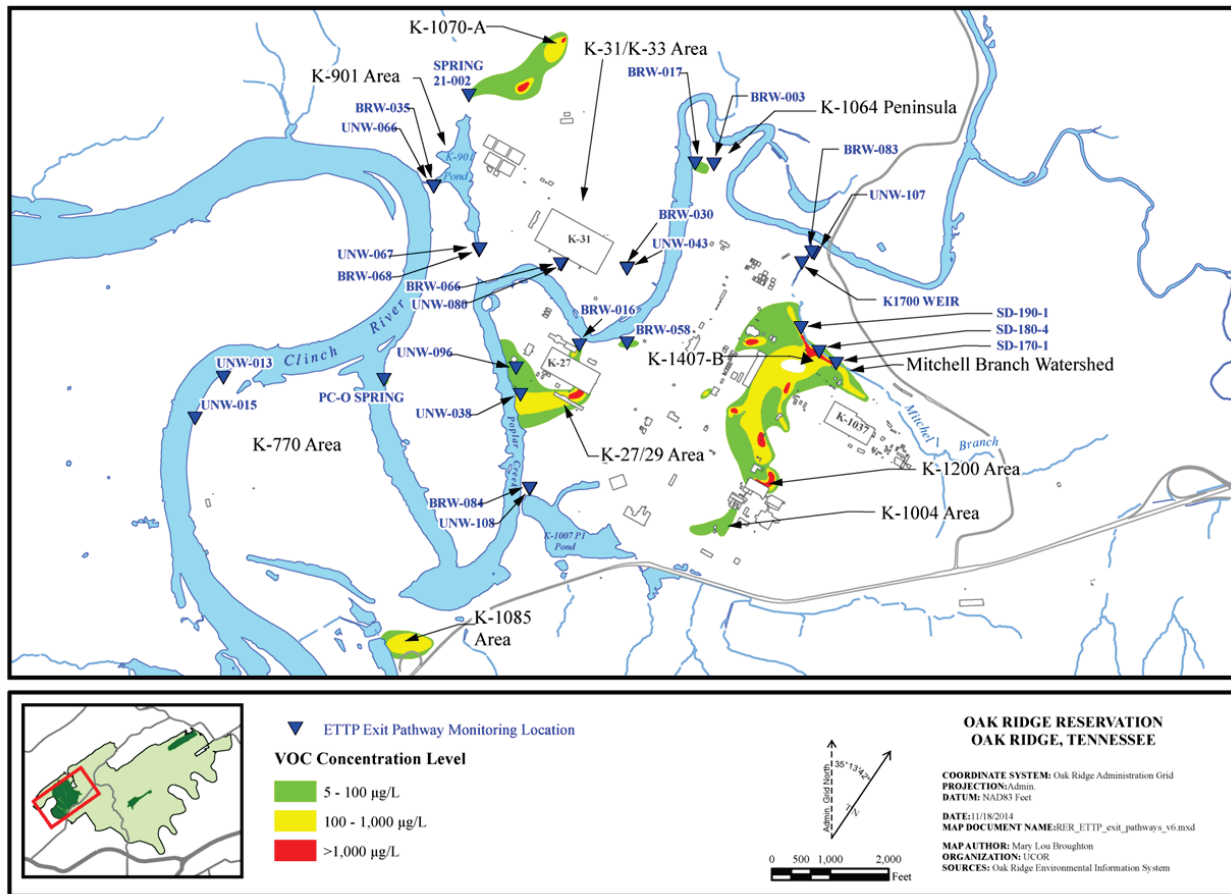 K-1070-A
K-31/K-33 Area
SPRING
21-002
K-901 Area
BRW-017
BRW-003
K-1064 Peninsula
BRW-035
UNW-066
K-901
Pond
BRW-083
UNW-107
K-31
BRW-030
UNW-043
UNW-067
BRW-068
BRW-066
UNW-080
K1700 WEIR
BRW-016
BRW-058
SD-190-1
SD-180-4
SD-170-1
Clinch River
UNW-096
K-27
K-1407-B
Mitchell Branch Watershed
UNW-013
PC-O SPRING
UNW-038
UNW-015
K-1037
Mitchell Branch
K-770 Area
Poplar Creek
K-27/29 Area
K-1200 Area
BRW-084
UNW-108
K-1004 Area
K-1007 P1
Pond
K-1085
Area
ETTP Exit Pathway Monitoring Location
VOC Concentration Level
5 - 100 µg/L
100 - 1,000 µg/L
>1,000 µg/L
Admin. Grid North
35°13'42"
TN
0 500 1,000 2,000
Feet
OAK RIDGE RESERVATION
OAK RIDGE, TENNESSEE
COORDINATE SYSTEM: Oak Ridge Administration Grid
PROJECTION:Admin.
DATUM: NAD83 Feet
DATE:11/18/2014
MAP DOCUMENT NAME:RER_ETTP_exit_pathways_v6.mxd
MAP AUTHOR: Mary Lou Broughton
ORGANIZATION: UCOR
SOURCES: Oak Ridge Environmental Information System